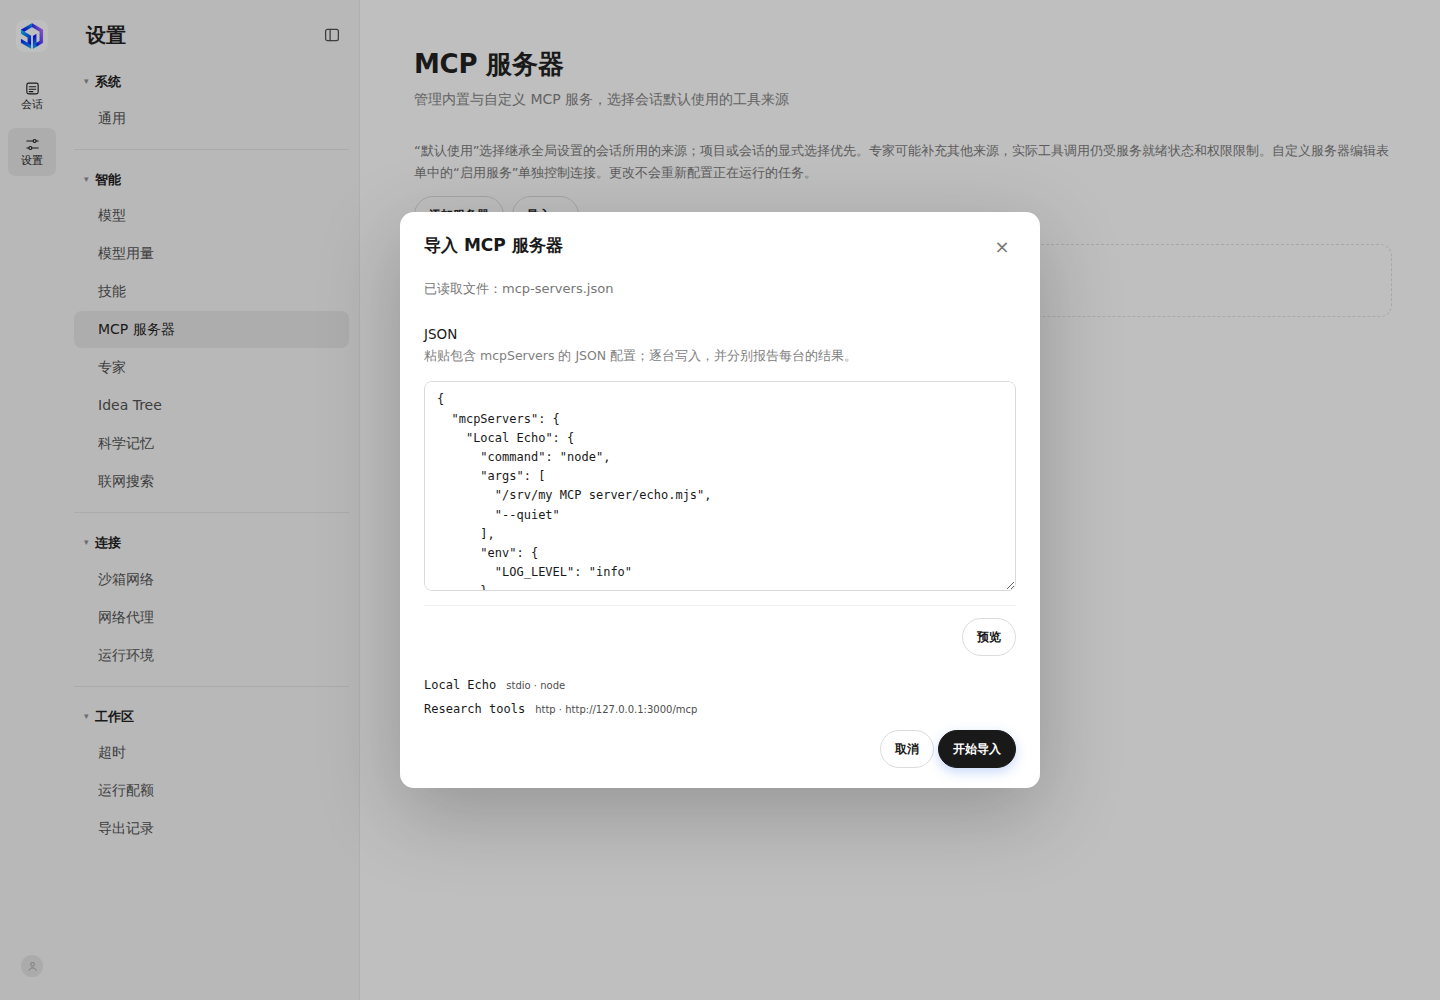 会话
设置
设置
系统
通用
智能
模型
模型用量
技能
MCP 服务器
专家
Idea Tree
科学记忆
联网搜索
连接
沙箱网络
网络代理
运行环境
工作区
超时
运行配额
导出记录
MCP 服务器
管理内置与自定义 MCP 服务，选择会话默认使用的工具来源
“默认使用”选择继承全局设置的会话所用的来源；项目或会话的显式选择优先。专家可能补充其他来源，实际工具调用仍受服务就绪状态和权限限制。自定义服务器编辑表
单中的“启用服务”单独控制连接。更改不会重新配置正在运行的任务。
导入 MCP 服务器
已读取文件：mcp-servers.json
JSON
粘贴包含 mcpServers 的 JSON 配置；逐台写入，并分别报告每台的结果。
{
"mcpServers": {
"Local Echo": {
"command": "node",
"args": [
"/srv/my MCP server/echo.mjs",
"--quiet"
],
"env": {
"LOG_LEVEL": "info"
}
预览
Local Echo stdio · node
Research tools http · http://127.0.0.1:3000/mcp
取消
开始导入